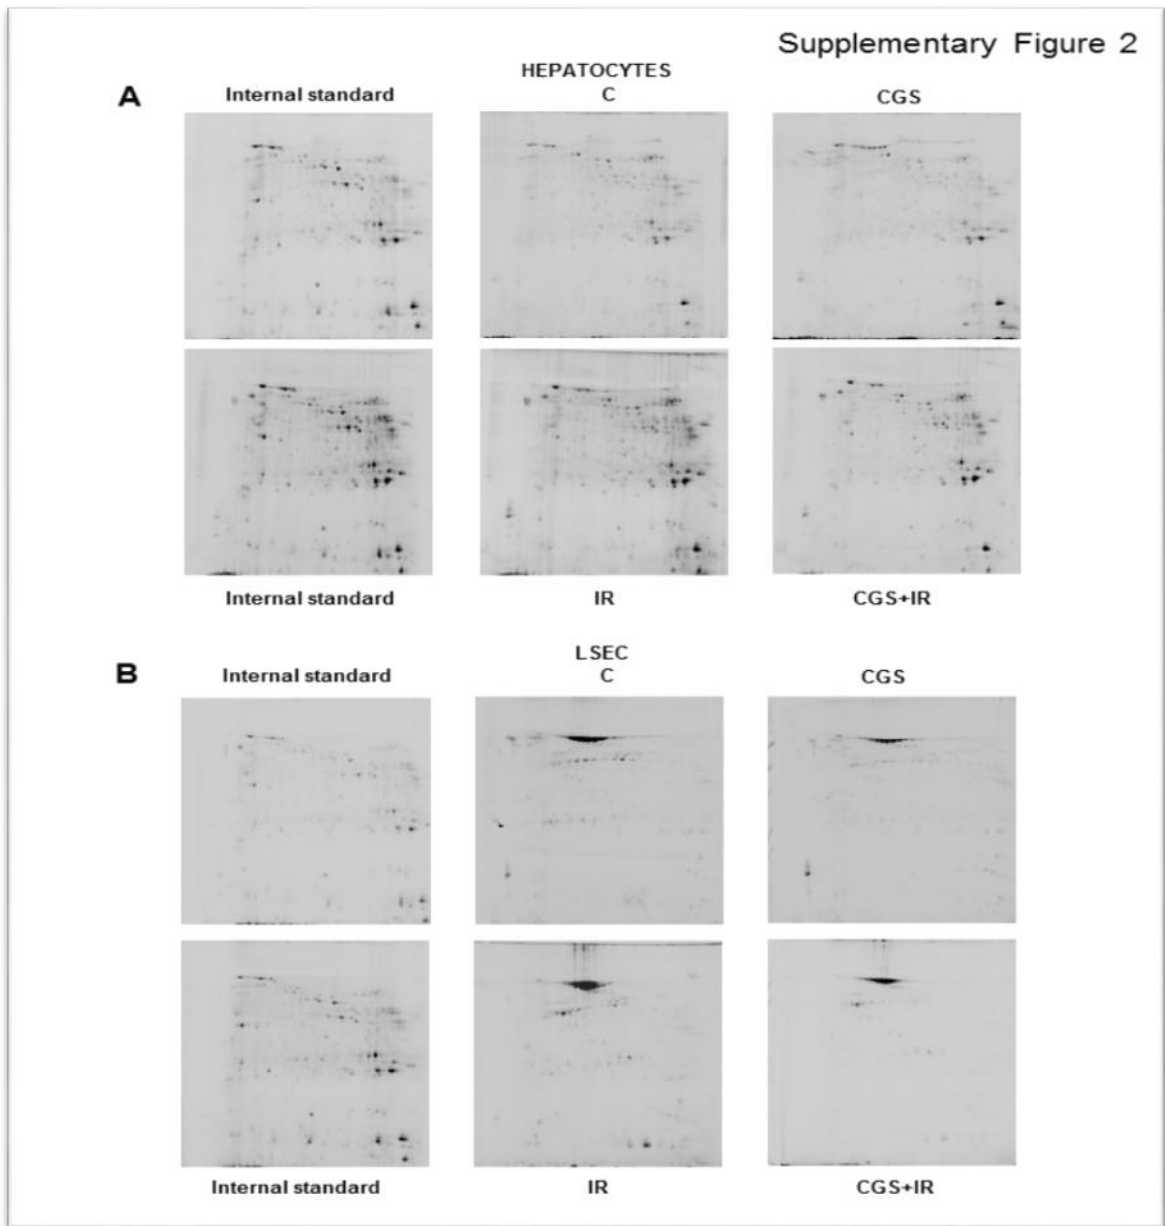 Supplementary Figure 2
HEPATOCYTES
A Internal standard C CGS
Internal standard IR CGS+IR
LSEC
B Internal standard C CGS
Internal standard IR CGS+IR